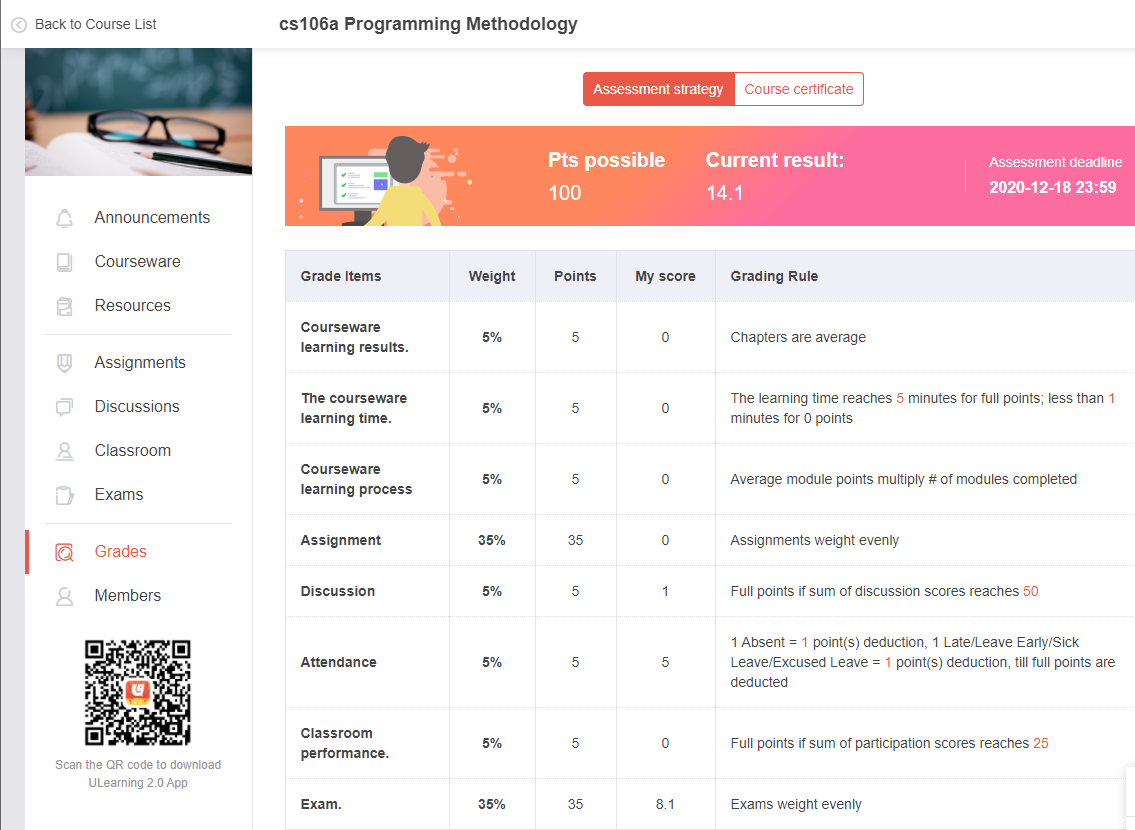 Back to Course List
cs106a Programming Methodology
Assessment strategy
Course certificate
Pts possible
100
Current result:
14.1
Assessment deadline
2020-12-18 23:59
Announcements
Courseware
Resources
Assignments
Discussions
Classroom
Exams
Grades
Members
Scan the QR code to download
ULearning 2.0 App
Grade Items Weight Points My score Grading Rule
Courseware
learning results.
5% 5 0 Chapters are average
The courseware
learning time.
5% 5 0
The learning time reaches 5 minutes for full points; less than 1
minutes for 0 points
Courseware
learning process
5% 5 0 Average module points multiply # of modules completed
Assignment 35% 35 0 Assignments weight evenly
Discussion 5% 5 1 Full points if sum of discussion scores reaches 50
Attendance 5% 5 5
1 Absent = 1 point(s) deduction, 1 Late/Leave Early/Sick
Leave/Excused Leave = 1 point(s) deduction, till full points are
deducted
Classroom
performance.
5% 5 0 Full points if sum of participation scores reaches 25
Exam. 35% 35 8.1 Exams weight evenly